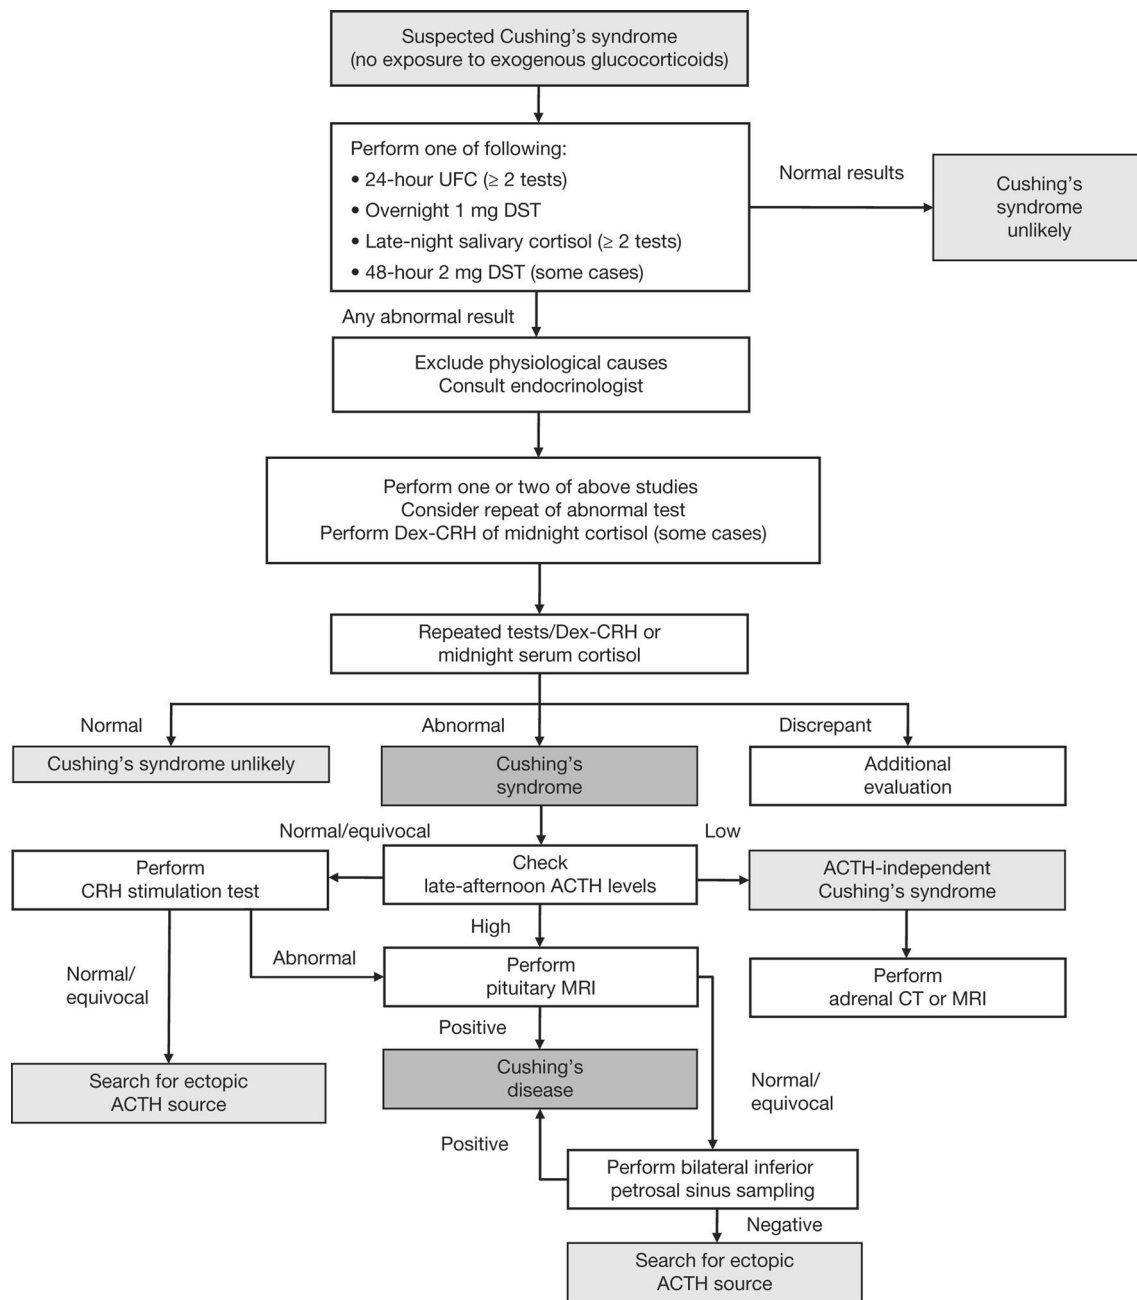 Suspected Cushing's syndrome
(no exposure to exogenous glucocorticoids)
Perform one of following:
• 24-hour UFC (≥ 2 tests)
• Overnight 1 mg DST
• Late-night salivary cortisol (≥ 2 tests)
• 48-hour 2 mg DST (some cases)
Normal results
Cushing's
syndrome
unlikely
Any abnormal result
Exclude physiological causes
Consult endocrinologist
Perform one or two of above studies
Consider repeat of abnormal test
Perform Dex-CRH of midnight cortisol (some cases)
Repeated tests/Dex-CRH or
midnight serum cortisol
Normal
Abnormal
Discrepant
Cushing's syndrome unlikely
Cushing's
syndrome
Additional
evaluation
Normal/equivocal
Low
Perform
CRH stimulation test
Check
late-afternoon ACTH levels
ACTH-independent
Cushing's syndrome
High
Abnormal
Normal/
equivocal
Perform
pituitary MRI
Perform
adrenal CT or MRI
Positive
Search for ectopic
ACTH source
Cushing's
disease
Normal/
equivocal
Positive
Perform bilateral inferior
petrosal sinus sampling
Negative
Search for ectopic
ACTH source